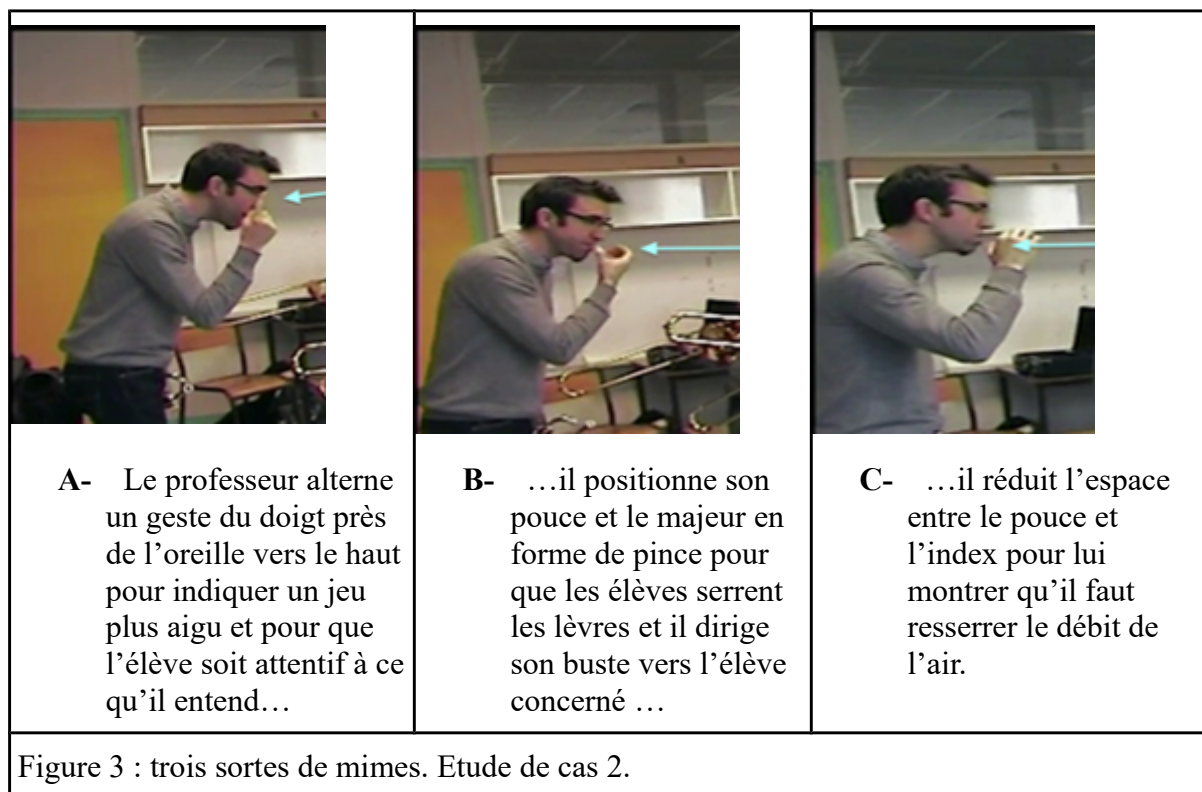 A- Le professeur alterne
un geste du doigt près
de l’oreille vers le haut
pour indiquer un jeu
plus aigu et pour que
l’élève soit attentif à ce
qu’il entend…
B- …il positionne son
pouce et le majeur en
forme de pince pour
que les élèves serrent
les lèvres et il dirige
son buste vers l’élève
concerné …
C- …il réduit l’espace
entre le pouce et
l’index pour lui
montrer qu’il faut
resserrer le débit de
l’air.
Figure 3 : trois sortes de mimes. Etude de cas 2.